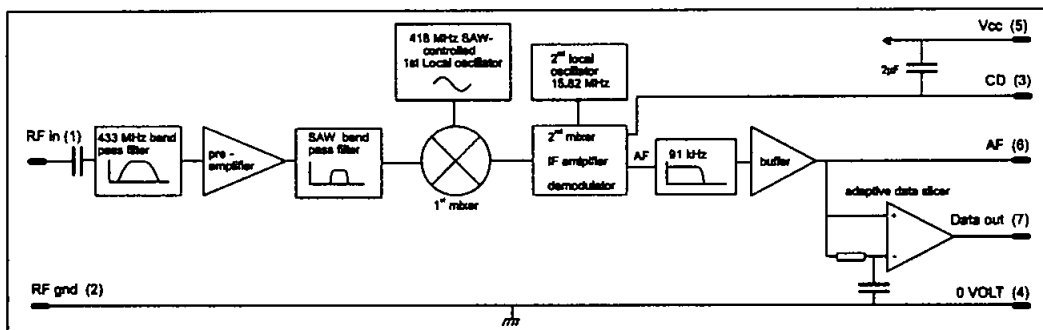 418 MHz SAW-
controlled
1st Local oscillator
2nd local
oscillator
15.82 MHz
Vcc (5)
2µF
CD (3)
RF in (1)
433 MHz band
pass filter
pre -
amplifier
SAW band
pass filter
1st mixer
2nd mixer
IF amplifier
demodulator
AF
91 kHz
buffer
AF (6)
adaptive data slicer
+
-
Data out (7)
RF gnd (2)
0 VOLT (4)